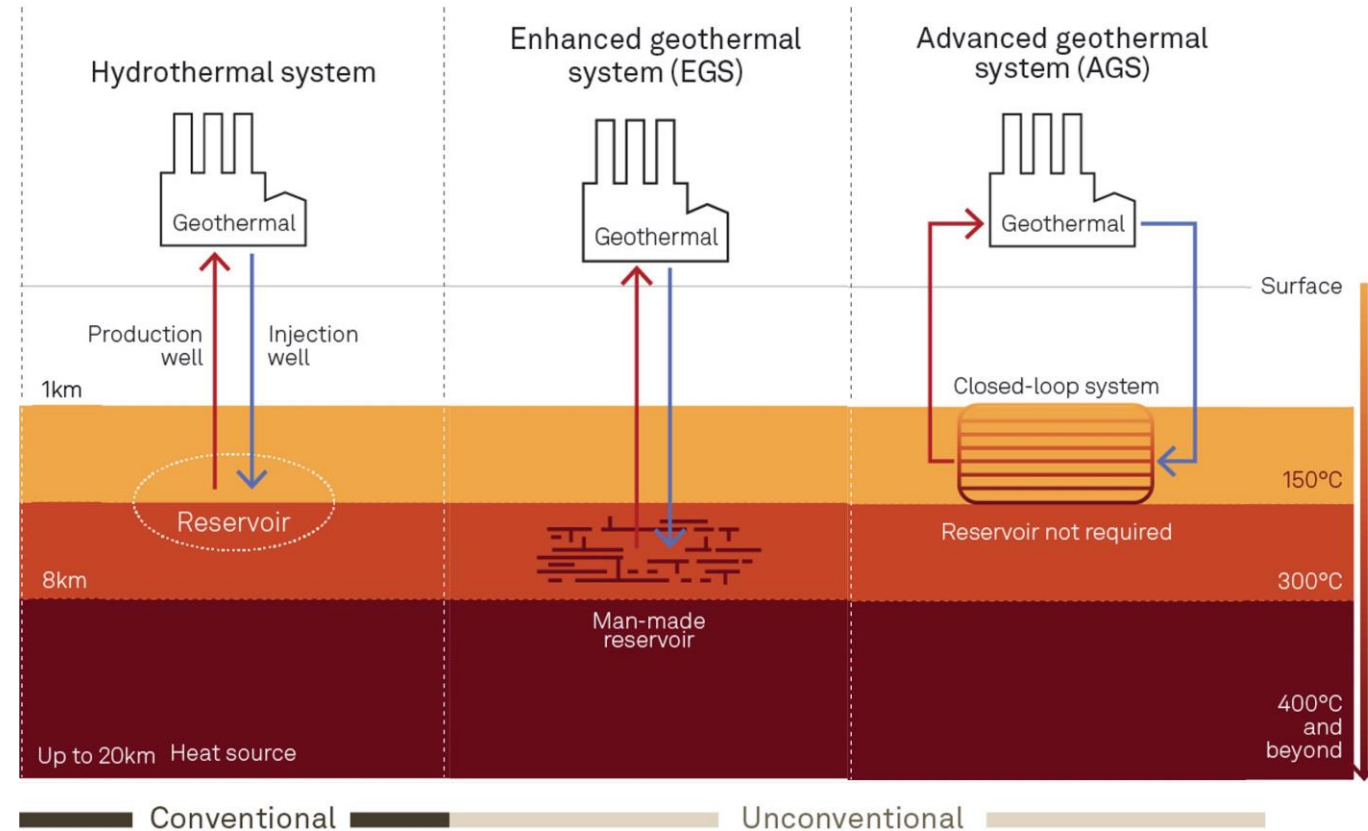 Hydrothermal system
Enhanced geothermal
system (EGS)
Advanced geothermal
system (AGS)
Geothermal
Geothermal
Geothermal
Surface
Production
well
Injection
well
1km
Closed-loop system
150°C
Reservoir
Reservoir not required
8km
300°C
Man-made
reservoir
400°C
and
beyond
Up to 20km
Heat source
Conventional
Unconventional